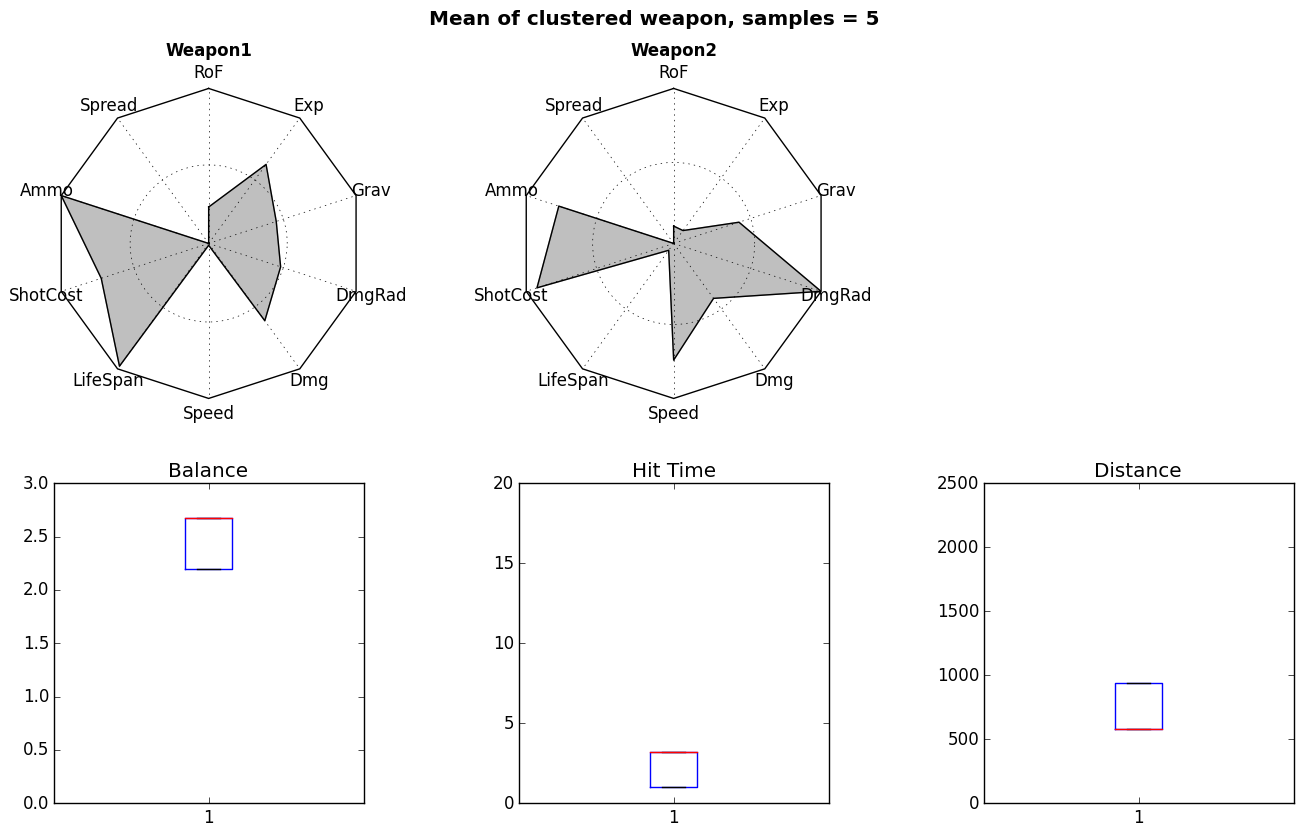 Mean of clustered weapon, samples = 5
Weapon1
Weapon2
RoF
RoF
Spread
Exp
Spread
Exp
Ammo
Grav
Ammo
Grav
ShotCost
DmgRad
ShotCost
DmgRad
LifeSpan
Dmg
LifeSpan
Dmg
Speed
Speed
Balance
3.0
2.5
2.0
1.5
1.0
0.5
0.0
1
Hit Time
20
15
10
5
0
1
Distance
2500
2000
1500
1000
500
0
1